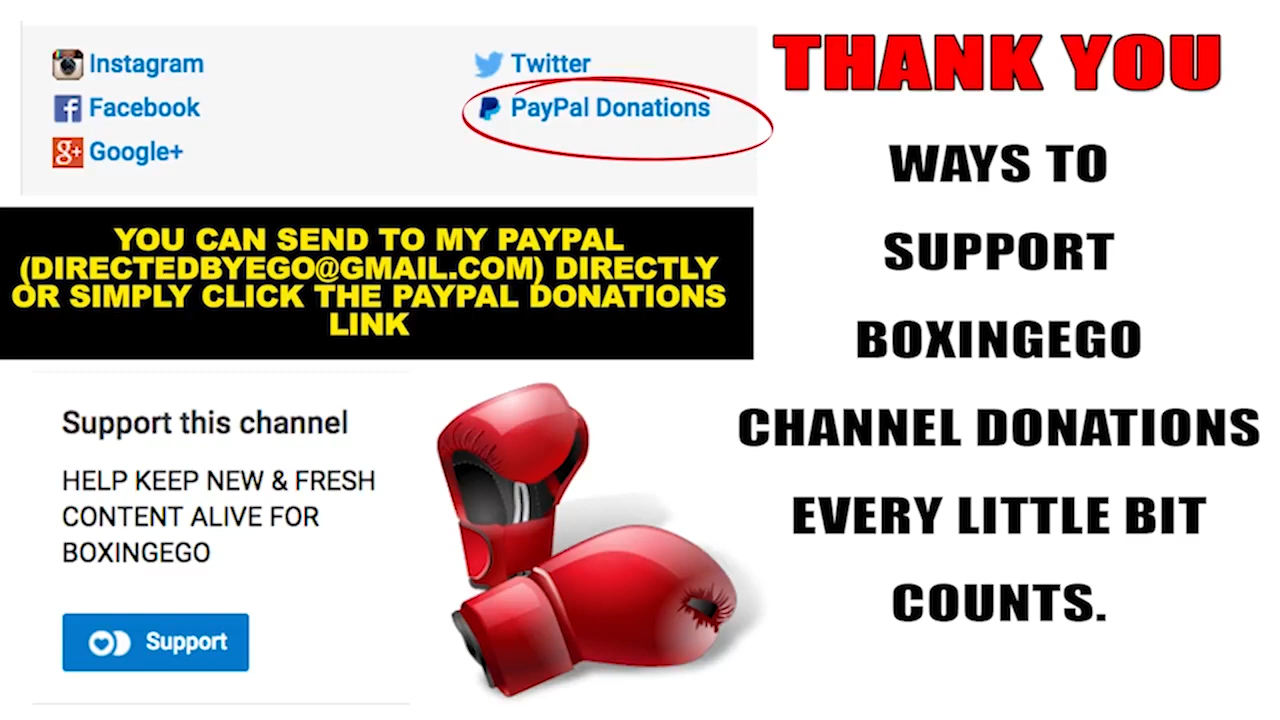 Instagram
Twitter
Facebook
PayPal Donations
Google+
YOU CAN SEND TO MY PAYPAL
(DIRECTEDBYEGO@GMAIL.COM) DIRECTLY
OR SIMPLY CLICK THE PAYPAL DONATIONS
LINK
Support this channel
HELP KEEP NEW & FRESH
CONTENT ALIVE FOR
BOXINGEGO
Support
THANK YOU
WAYS TO
SUPPORT
BOXINGEGO
CHANNEL DONATIONS
EVERY LITTLE BIT
COUNTS.